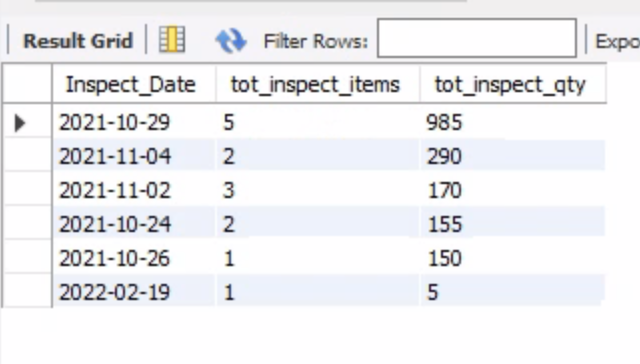 Result Grid Filter Rows: Expo
Inspect_Date tot_inspect_items tot_inspect_qty
2021-10-29 5 985
2021-11-04 2 290
2021-11-02 3 170
2021-10-24 2 155
2021-10-26 1 150
2022-02-19 1 5